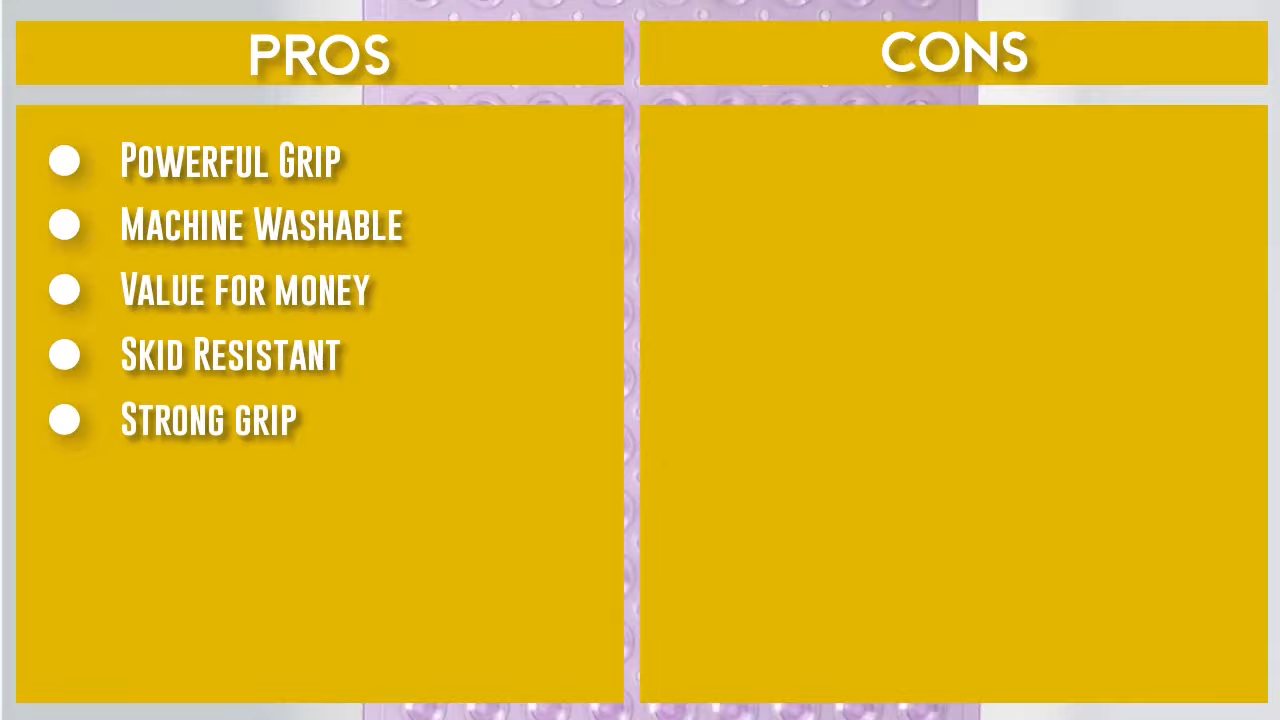 PROS
CONS
Powerful Grip
Machine Washable
Value for money
Skid Resistant
Strong grip